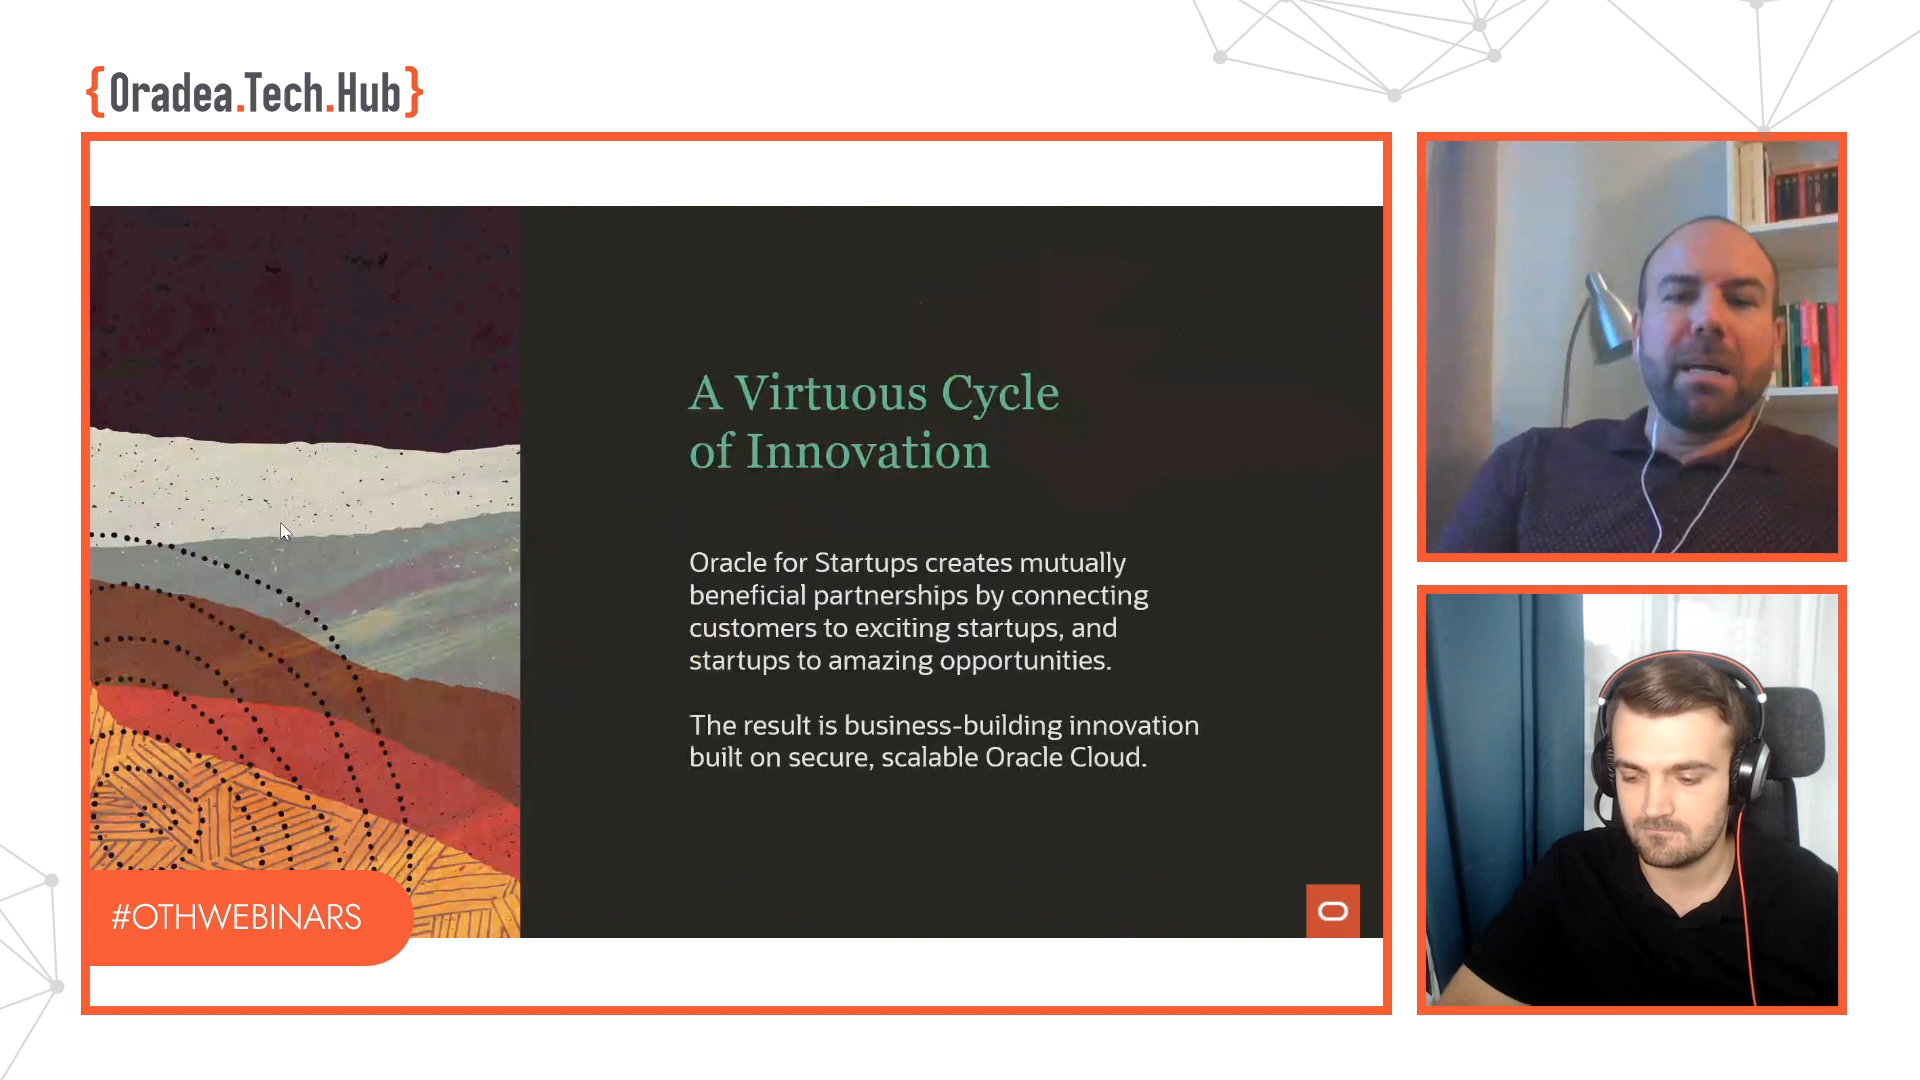 {Oradea.Tech.Hub}
A Virtuous Cycle
of Innovation
Oracle for Startups creates mutually
beneficial partnerships by connecting
customers to exciting startups, and
startups to amazing opportunities.
The result is business-building innovation
built on secure, scalable Oracle Cloud.
#OTHWEBINARS